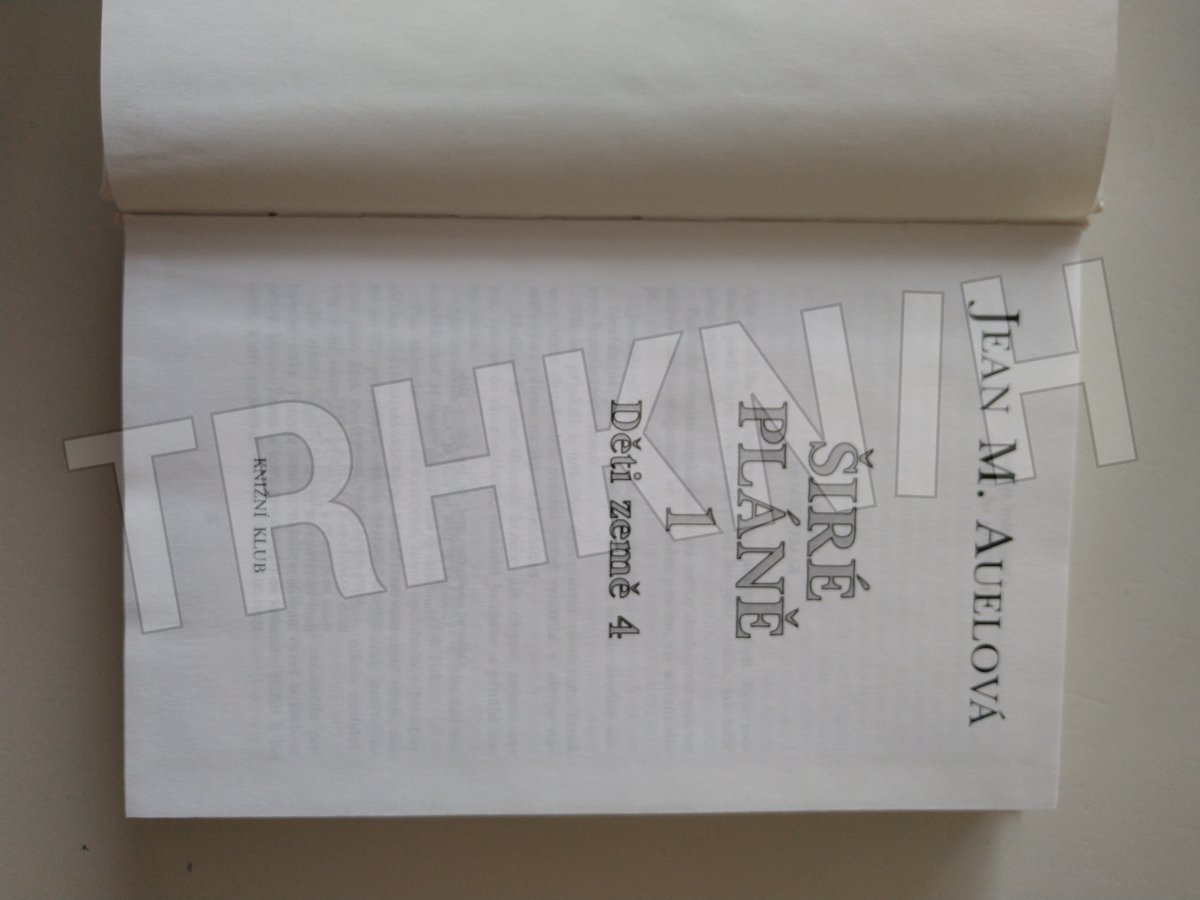 JEAN M. AUELOVÁ
ŠIRÉ
PLÁNĚ
1
Děti země 4
KNIŽNÍ KLUB
TRHKNIH